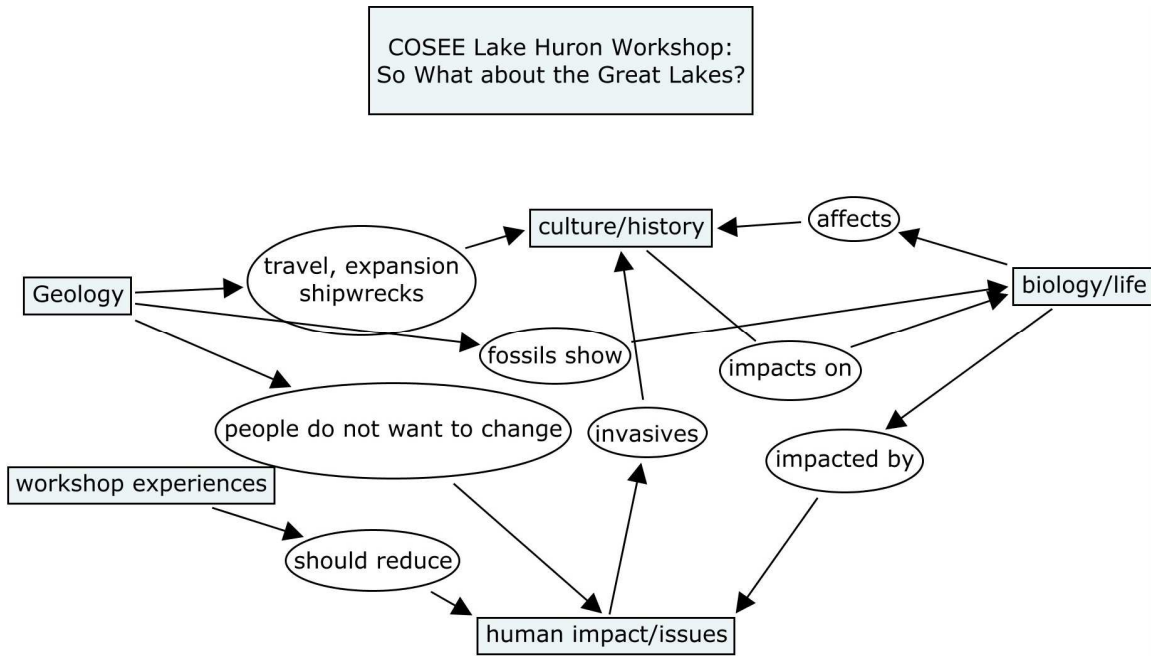 COSEE Lake Huron Workshop:
So What about the Great Lakes?
culture/history
affects
travel, expansion
shipwrecks
Geology
biology/life
fossils show
impacts on
people do not want to change
invasives
impacted by
workshop experiences
should reduce
human impact/issues